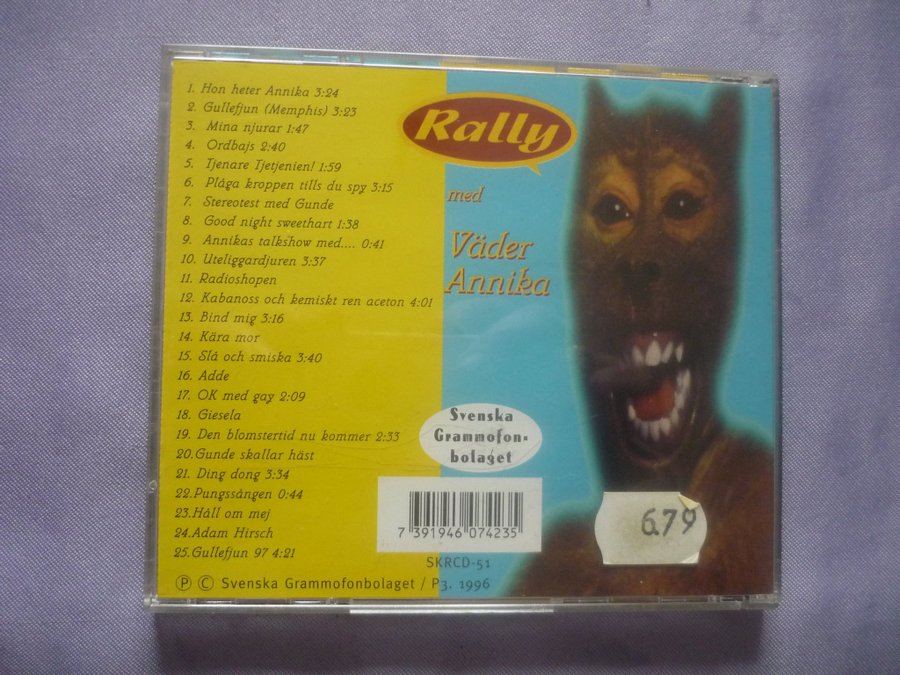 1. Hon heter Annika 3:24
2. Gulleffun (Memphis) 3:23
3. Mina njurar 1:47
4. Ordbajs 2:40
5. Tjenare Tjetjenien! 1:59
6. Plåga kroppen tills du spy 3:15
7. Stereotest med Gunde
8. Good night sweethart 1:38
9. Annikas talkshow med.... 0:41
10. Uteliggardjuren 3:37
11. Radioshopen
12. Kabanoss och kemiskt ren aceton 4:01
13. Bind mig 3:16
14. Kära mor
15. Slå och smiska 3:40
16. Adde
17. OK med gay 2:09
18. Giesela
19. Den blomstertid nu kommer 2:33
20.Gunde skallar häst
21. Ding dong 3:34
22.Pungssången 0:44
23.Håll om mej
24.Adam Hirsch
25.Gulleffun 97 4:21
Ⓟ © Svenska Grammofonbolaget / P3. 1996
Rally
med
Väder
Annika
Svenska
Grammofon-
bolaget
7 391946 074235
SKRCD-51
6.79